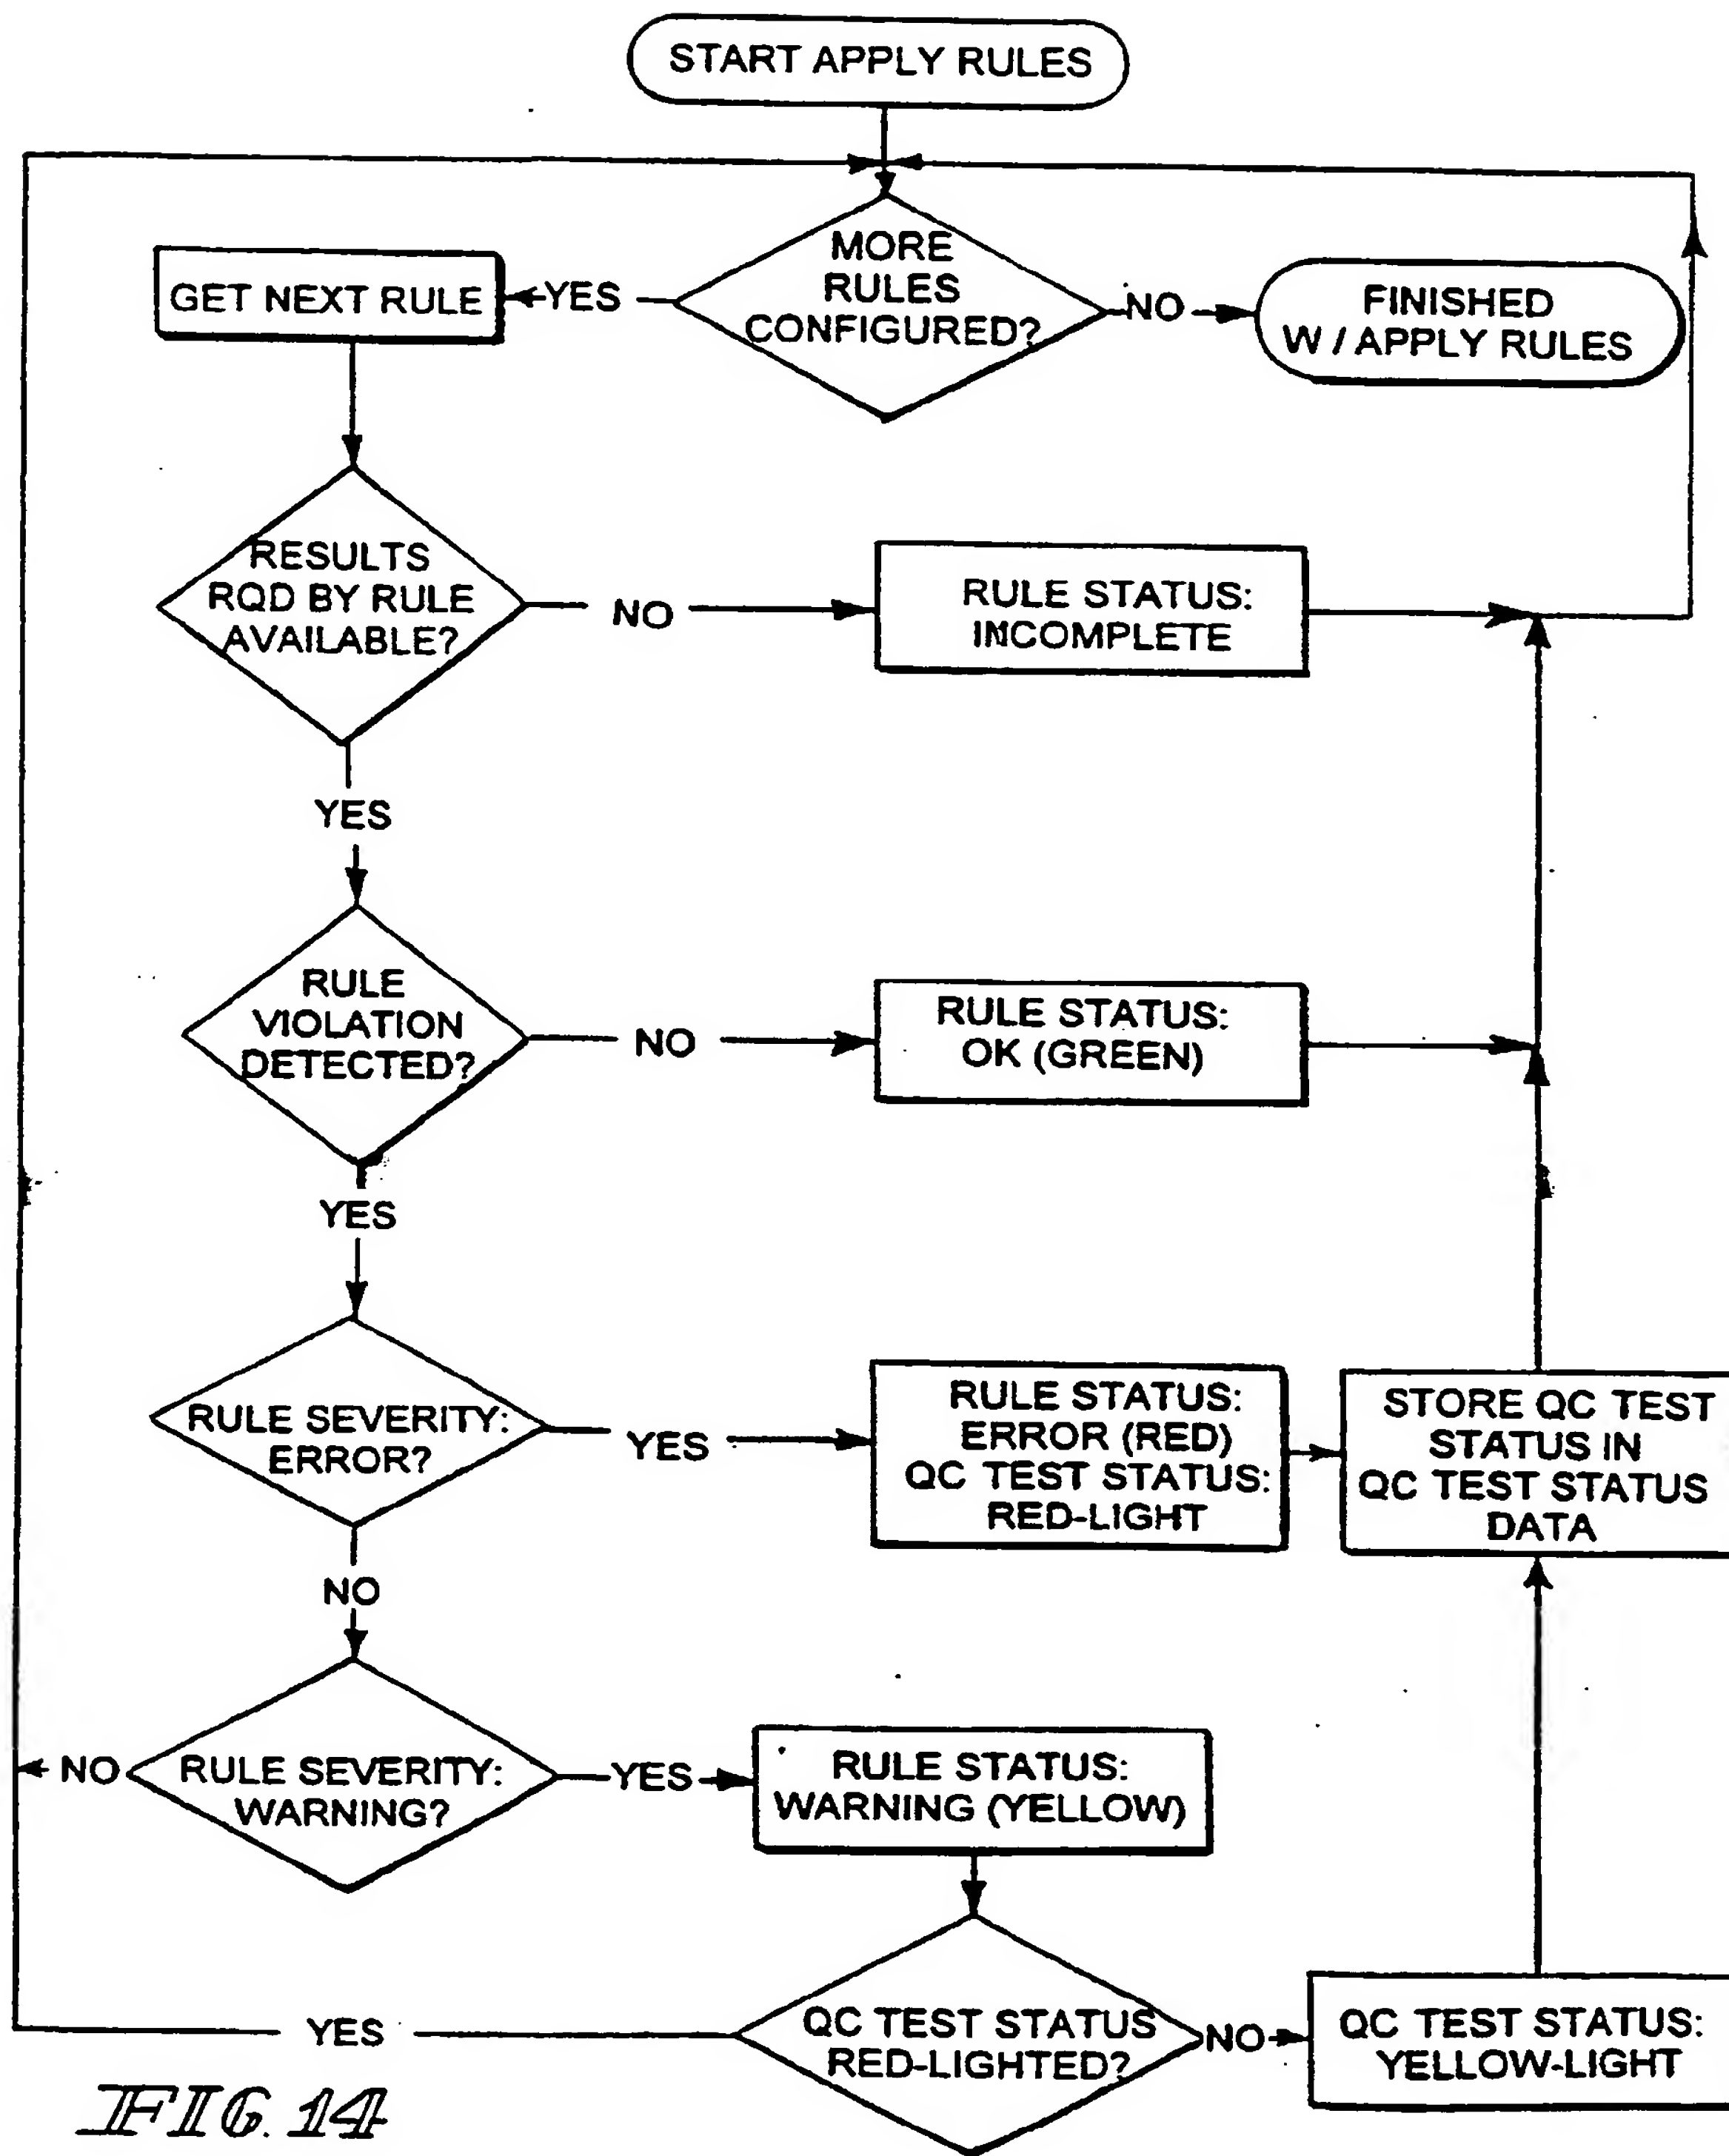 START APPLY RULES
MORE
RULES
CONFIGURED?
GET NEXT RULE
YES
NO
FINISHED
W / APPLY RULES
RESULTS
RQD BY RULE
AVAILABLE?
NO
RULE STATUS:
INCOMPLETE
YES
RULE
VIOLATION
DETECTED?
NO
RULE STATUS:
OK (GREEN)
YES
RULE SEVERITY:
ERROR?
YES
RULE STATUS:
ERROR (RED)
QC TEST STATUS:
RED-LIGHT
STORE QC TEST
STATUS IN
QC TEST STATUS
DATA
NO
NO
RULE SEVERITY:
WARNING?
YES
RULE STATUS:
WARNING (YELLOW)
YES
QC TEST STATUS
RED-LIGHTED?
NO
QC TEST STATUS:
YELLOW-LIGHT
FIG. 14